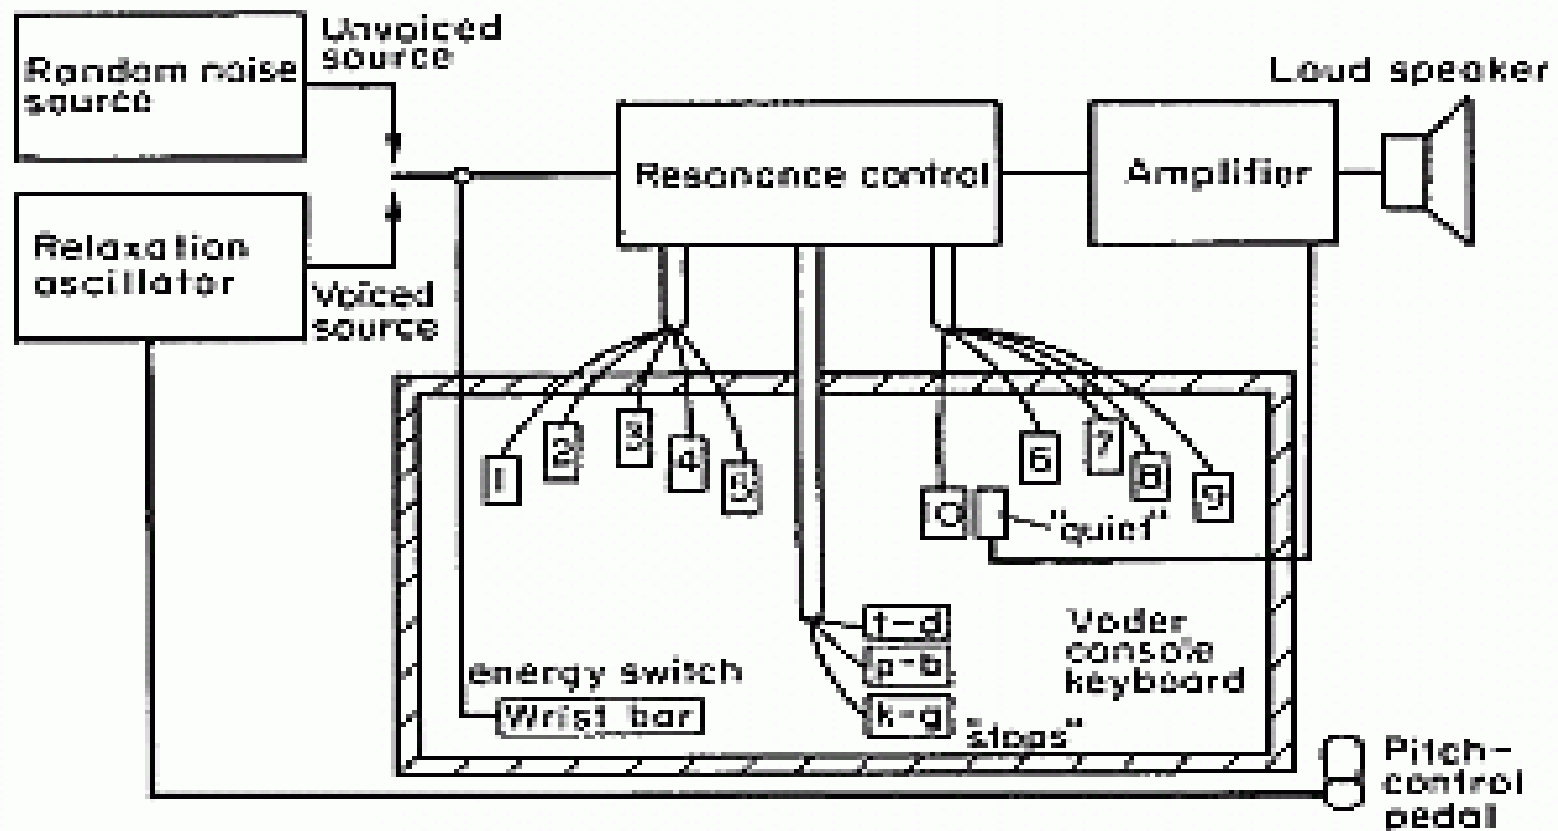 Unvoiced
source
Random noise
source
Loud speaker
Resonance control
Amplifier
Relaxation
oscillator
Voiced
source
1
2
3
4
5
6
7
8
9
10
"quiet"
t-d
p-b
k-g
"stops"
Voder
console
keyboard
energy switch
Wrist bar
Pitch-
control
pedal